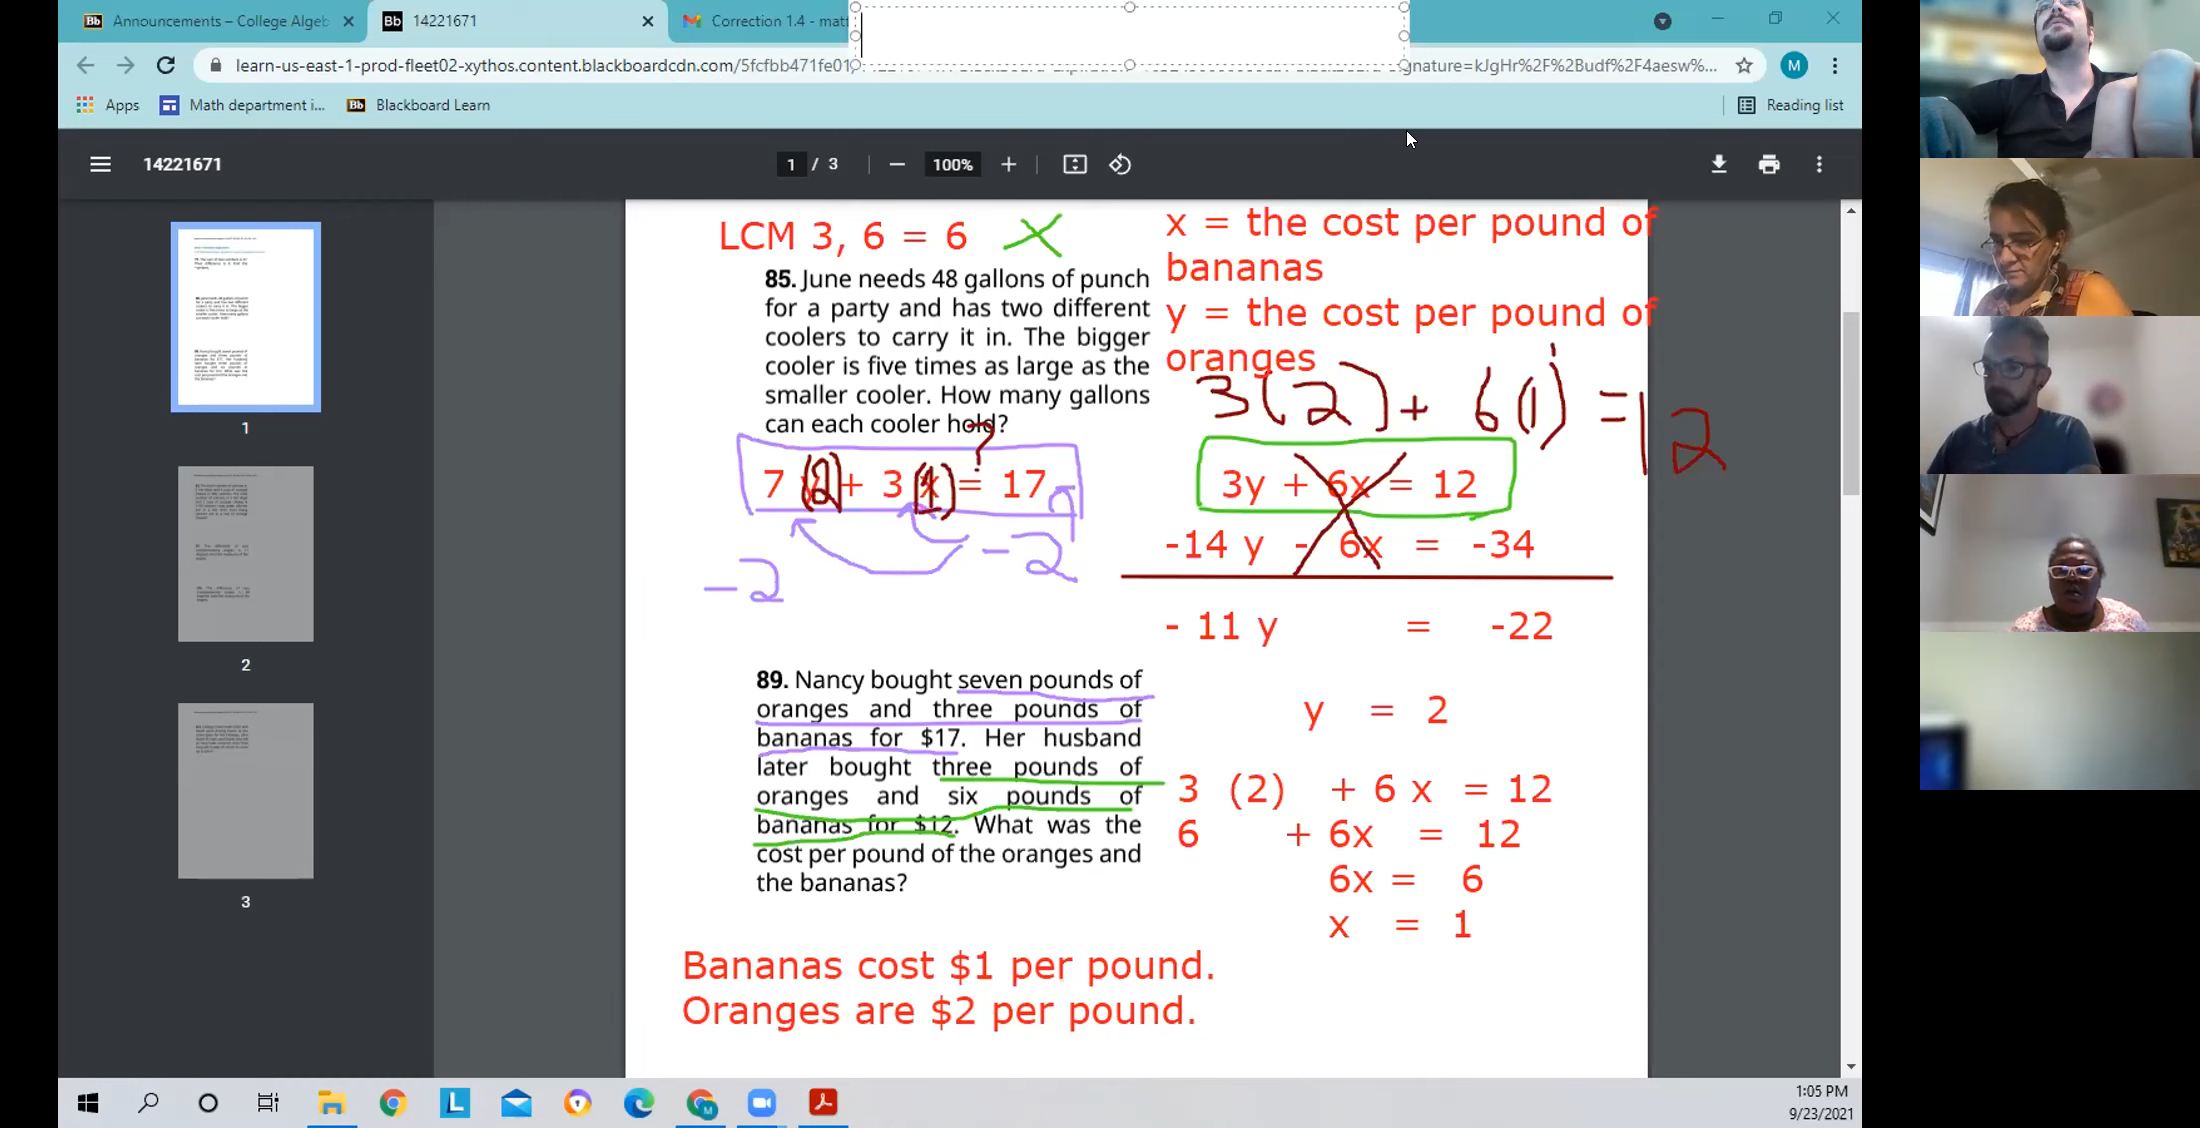 Announcements – College Algeb
14221671
Correction 1.4 - matt
learn-us-east-1-prod-fleet02-xythos.content.blackboardcdn.com/5fcfbb471fe01
ignature=kJgHr%2F%2Budf%2F4aesw%...
M
Apps
Math department i...
Blackboard Learn
Reading list
14221671
1 / 3
100%
1
2
3
LCM 3, 6 = 6 X
x = the cost per pound of
bananas
y = the cost per pound of
oranges
85. June needs 48 gallons of punch
for a party and has two different
coolers to carry it in. The bigger
cooler is five times as large as the
smaller cooler. How many gallons
can each cooler hold?
3(2) + 6(1) = 12
?
7 (2) + 3 (1) = 17
-2
-2
3y + 6x = 12
-14 y - 6x = -34
- 11 y = -22
y = 2
89. Nancy bought seven pounds of
oranges and three pounds of
bananas for $17. Her husband
later bought three pounds of
oranges and six pounds of
bananas for $12. What was the
cost per pound of the oranges and
the bananas?
3 (2) + 6 x = 12
6 + 6x = 12
6x = 6
x = 1
Bananas cost $1 per pound.
Oranges are $2 per pound.
1:05 PM
9/23/2021